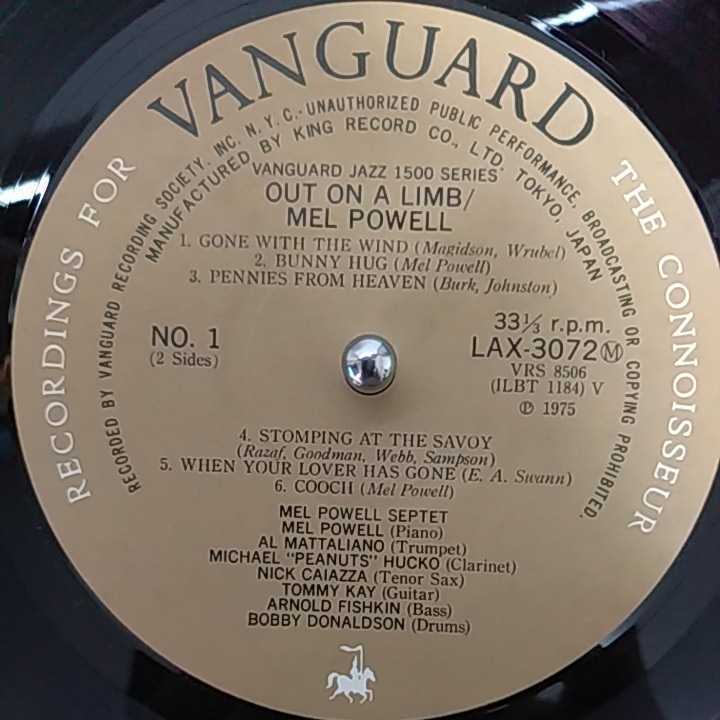 VANGUARD
RECORDINGS FOR THE CONNOISSEUR
RECORDED BY VANGUARD RECORDING SOCIETY, INC. N. Y. C.-UNAUTHORIZED PUBLIC PERFORMANCE, BROADCASTING OR COPYING PROHIBITED.
MANUFACTURED BY KING RECORD CO., LTD. TOKYO, JAPAN
VANGUARD JAZZ 1500 SERIES
OUT ON A LIMB/
MEL POWELL
1. GONE WITH THE WIND (Magidson, Wrubel)
2. BUNNY HUG (Mel Powell)
3. PENNIES FROM HEAVEN (Burk, Johnston)
NO. 1
(2 Sides)
33⅓ r.p.m.
LAX-3072Ⓜ
VRS 8506
(ILBT 1184) V
Ⓟ 1975
4. STOMPING AT THE SAVOY
(Razaf, Goodman, Webb, Sampson)
5. WHEN YOUR LOVER HAS GONE (E. A. Swann)
6. COOCH (Mel Powell)
MEL POWELL SEPTET
MEL POWELL (Piano)
AL MATTALIANO (Trumpet)
MICHAEL "PEANUTS" HUCKO (Clarinet)
NICK CAIAZZA (Tenor Sax)
TOMMY KAY (Guitar)
ARNOLD FISHKIN (Bass)
BOBBY DONALDSON (Drums)